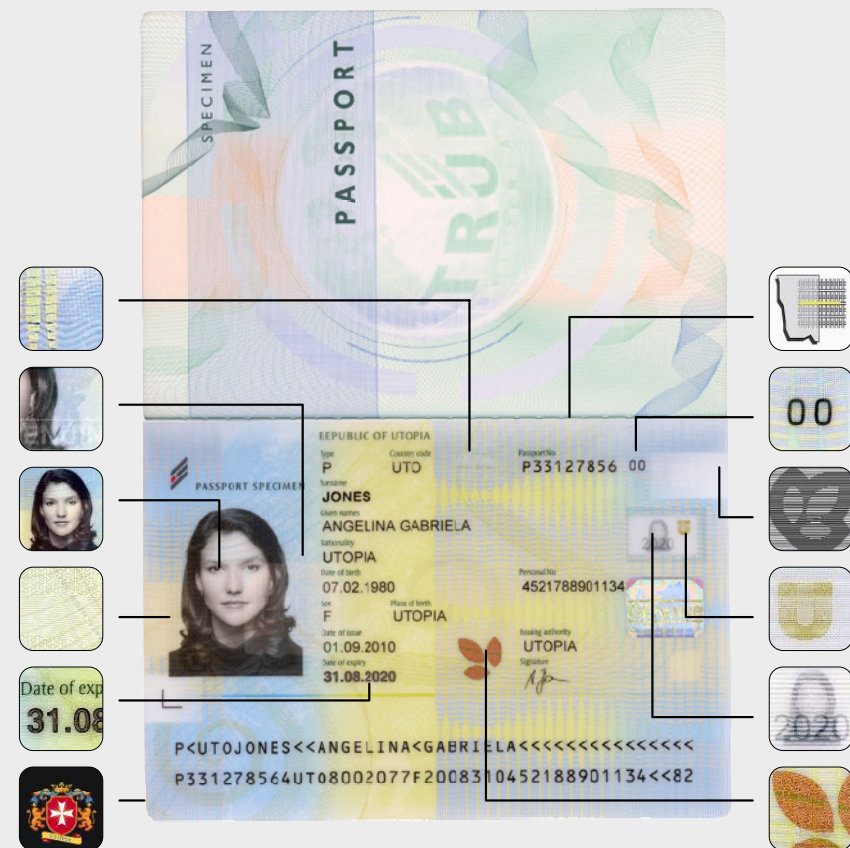 SPECIMEN
PASSPORT
TRUB
REPUBLIC OF UTOPIA
Type Country code Passport No.
P UTO P33127856 00
PASSPORT SPECIMEN
Surname
JONES
Given names
ANGELINA GABRIELA
Nationality
UTOPIA
2020
Date of birth Personal No.
07.02.1980 4521788901134
Sex Place of birth
F UTOPIA
Date of issue Issuing authority
01.09.2010 UTOPIA
Date of expiry Signature
31.08.2020
P<UTOJONES<<ANGELINA<GABRIELA<<<<<<<<<<<<<<<<
P331278564UT08002077F2008310452188901134<<82
00
U
Date of exp
31.08
2020